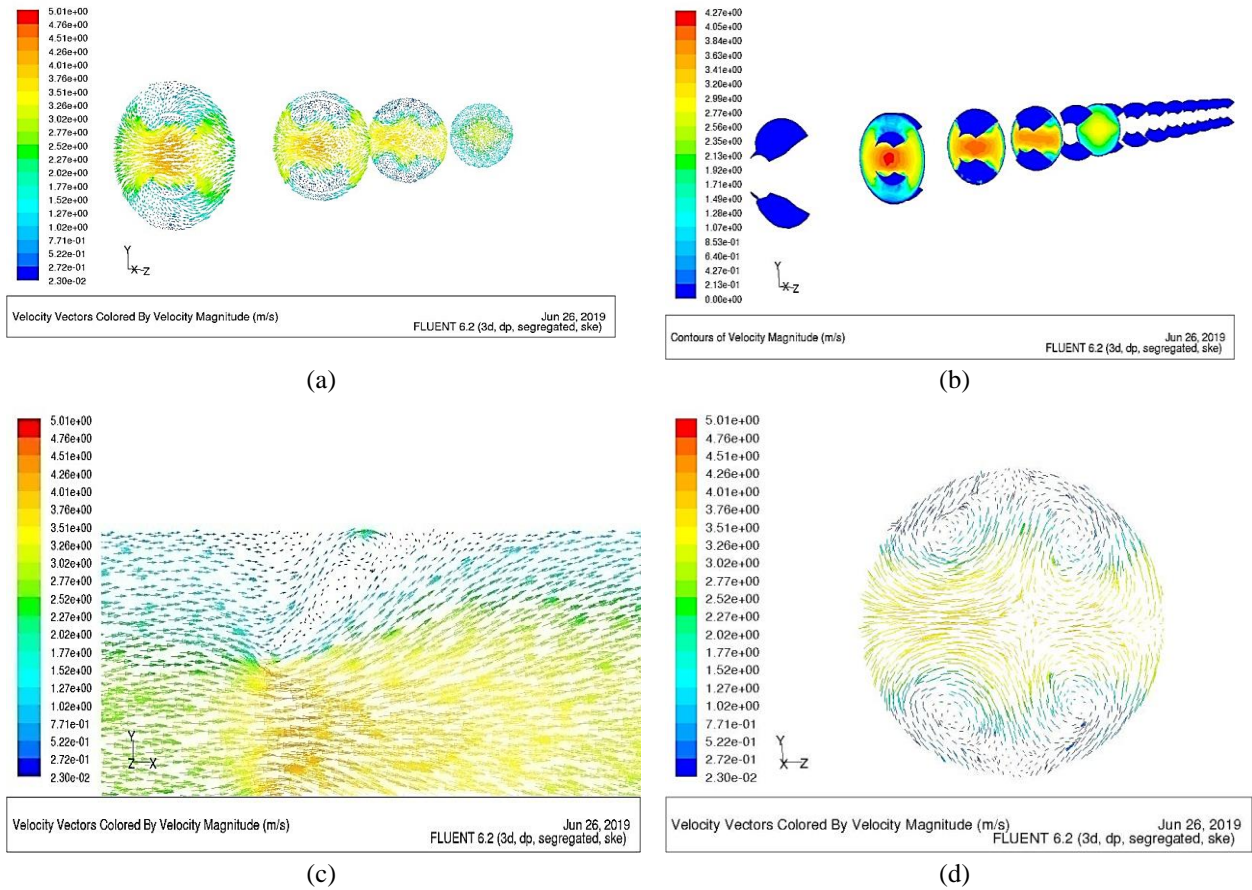 5.01e+00
4.76e+00
4.51e+00
4.26e+00
4.01e+00
3.76e+00
3.51e+00
3.26e+00
3.02e+00
2.77e+00
2.52e+00
2.27e+00
2.02e+00
1.77e+00
1.52e+00
1.27e+00
1.02e+00
7.71e-01
5.22e-01
2.72e-01
2.30e-02
Y
X
Z
Velocity Vectors Colored By Velocity Magnitude (m/s)
Jun 26, 2019
FLUENT 6.2 (3d, dp, segregated, ske)
(a)
4.27e+00
4.05e+00
3.84e+00
3.63e+00
3.41e+00
3.20e+00
2.99e+00
2.77e+00
2.56e+00
2.35e+00
2.13e+00
1.92e+00
1.71e+00
1.49e+00
1.28e+00
1.07e+00
8.53e-01
6.40e-01
4.27e-01
2.13e-01
0.00e+00
Y
X
Z
Contours of Velocity Magnitude (m/s)
Jun 26, 2019
FLUENT 6.2 (3d, dp, segregated, ske)
(b)
5.01e+00
4.76e+00
4.51e+00
4.26e+00
4.01e+00
3.76e+00
3.51e+00
3.26e+00
3.02e+00
2.77e+00
2.52e+00
2.27e+00
2.02e+00
1.77e+00
1.52e+00
1.27e+00
1.02e+00
7.71e-01
5.22e-01
2.72e-01
2.30e-02
Y
Z
X
Velocity Vectors Colored By Velocity Magnitude (m/s)
Jun 26, 2019
FLUENT 6.2 (3d, dp, segregated, ske)
(c)
5.01e+00
4.76e+00
4.51e+00
4.26e+00
4.01e+00
3.76e+00
3.51e+00
3.26e+00
3.02e+00
2.77e+00
2.52e+00
2.27e+00
2.02e+00
1.77e+00
1.52e+00
1.27e+00
1.02e+00
7.71e-01
5.22e-01
2.72e-01
2.30e-02
Y
X
Z
Velocity Vectors Colored By Velocity Magnitude (m/s)
Jun 26, 2019
FLUENT 6.2 (3d, dp, segregated, ske)
(d)